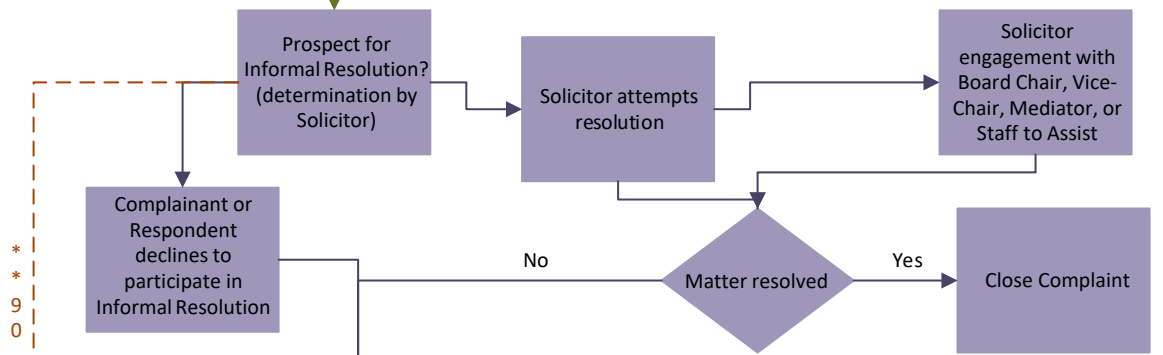 Prospect for
Informal Resolution?
(determination by
Solicitor)
Solicitor attempts
resolution
Solicitor
engagement with
Board Chair, Vice-
Chair, Mediator, or
Staff to Assist
Complainant or
Respondent
declines to
participate in
Informal Resolution
*
*
9
0
No
Matter resolved
Yes
Close Complaint